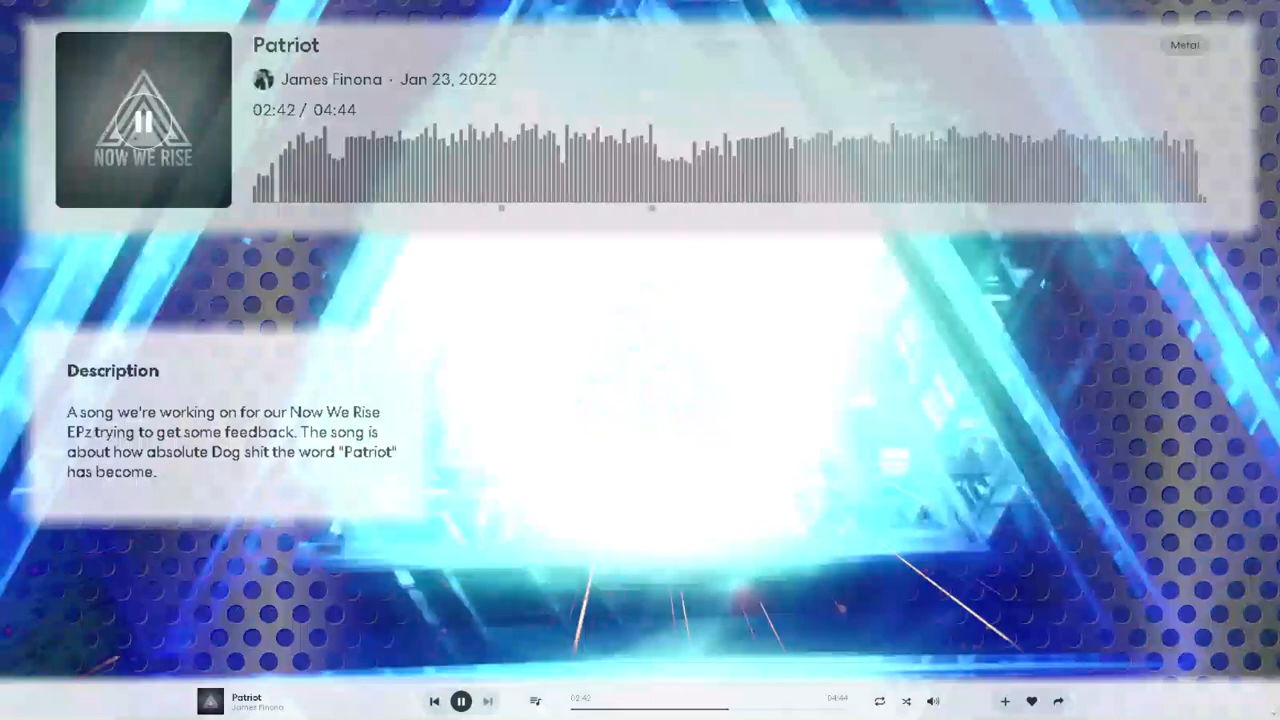 Patriot
Metal
James Finona · Jan 23, 2022
02:42 / 04:44
NOW WE RISE
Description
A song we're working on for our Now We Rise
EPz trying to get some feedback. The song is
about how absolute Dog shit the word "Patriot"
has become.
Patriot
James Finona
02:42
04:44